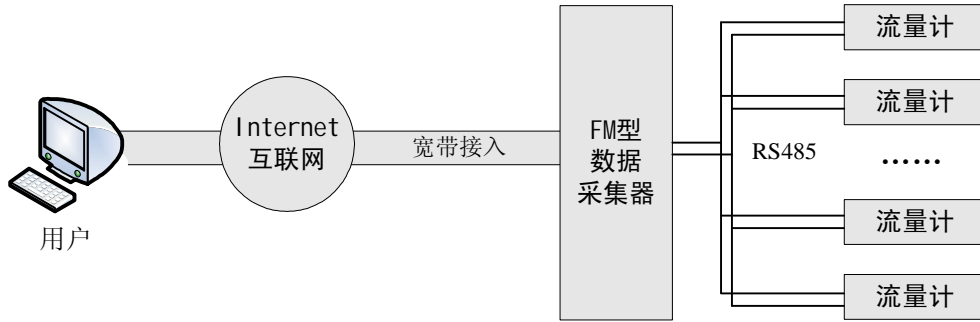 用户
Internet
互联网
宽带接入
FM型
数据
采集器
RS485
流量计
流量计
……
流量计
流量计